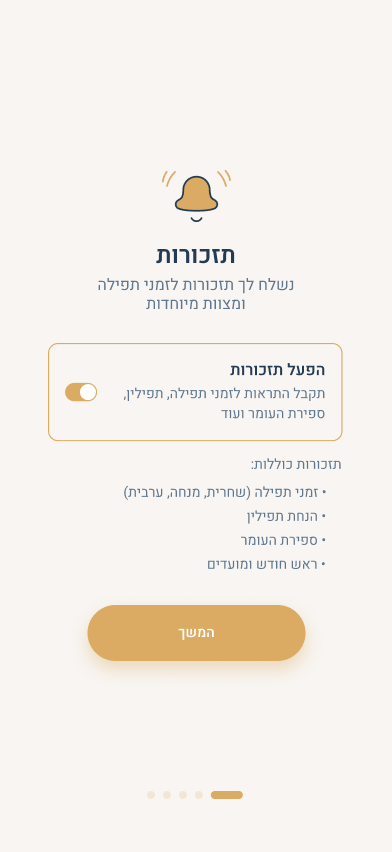 תזכורות
נשלח לך תזכורות לזמני תפילה
ומצוות מיוחדות
הפעל תזכורות
תקבל התראות לזמני תפילה, תפילין,
ספירת העומר ועוד
תזכורות כוללות:
• זמני תפילה (שחרית, מנחה, ערבית)
• הנחת תפילין
• ספירת העומר
• ראש חודש ומועדים
המשך